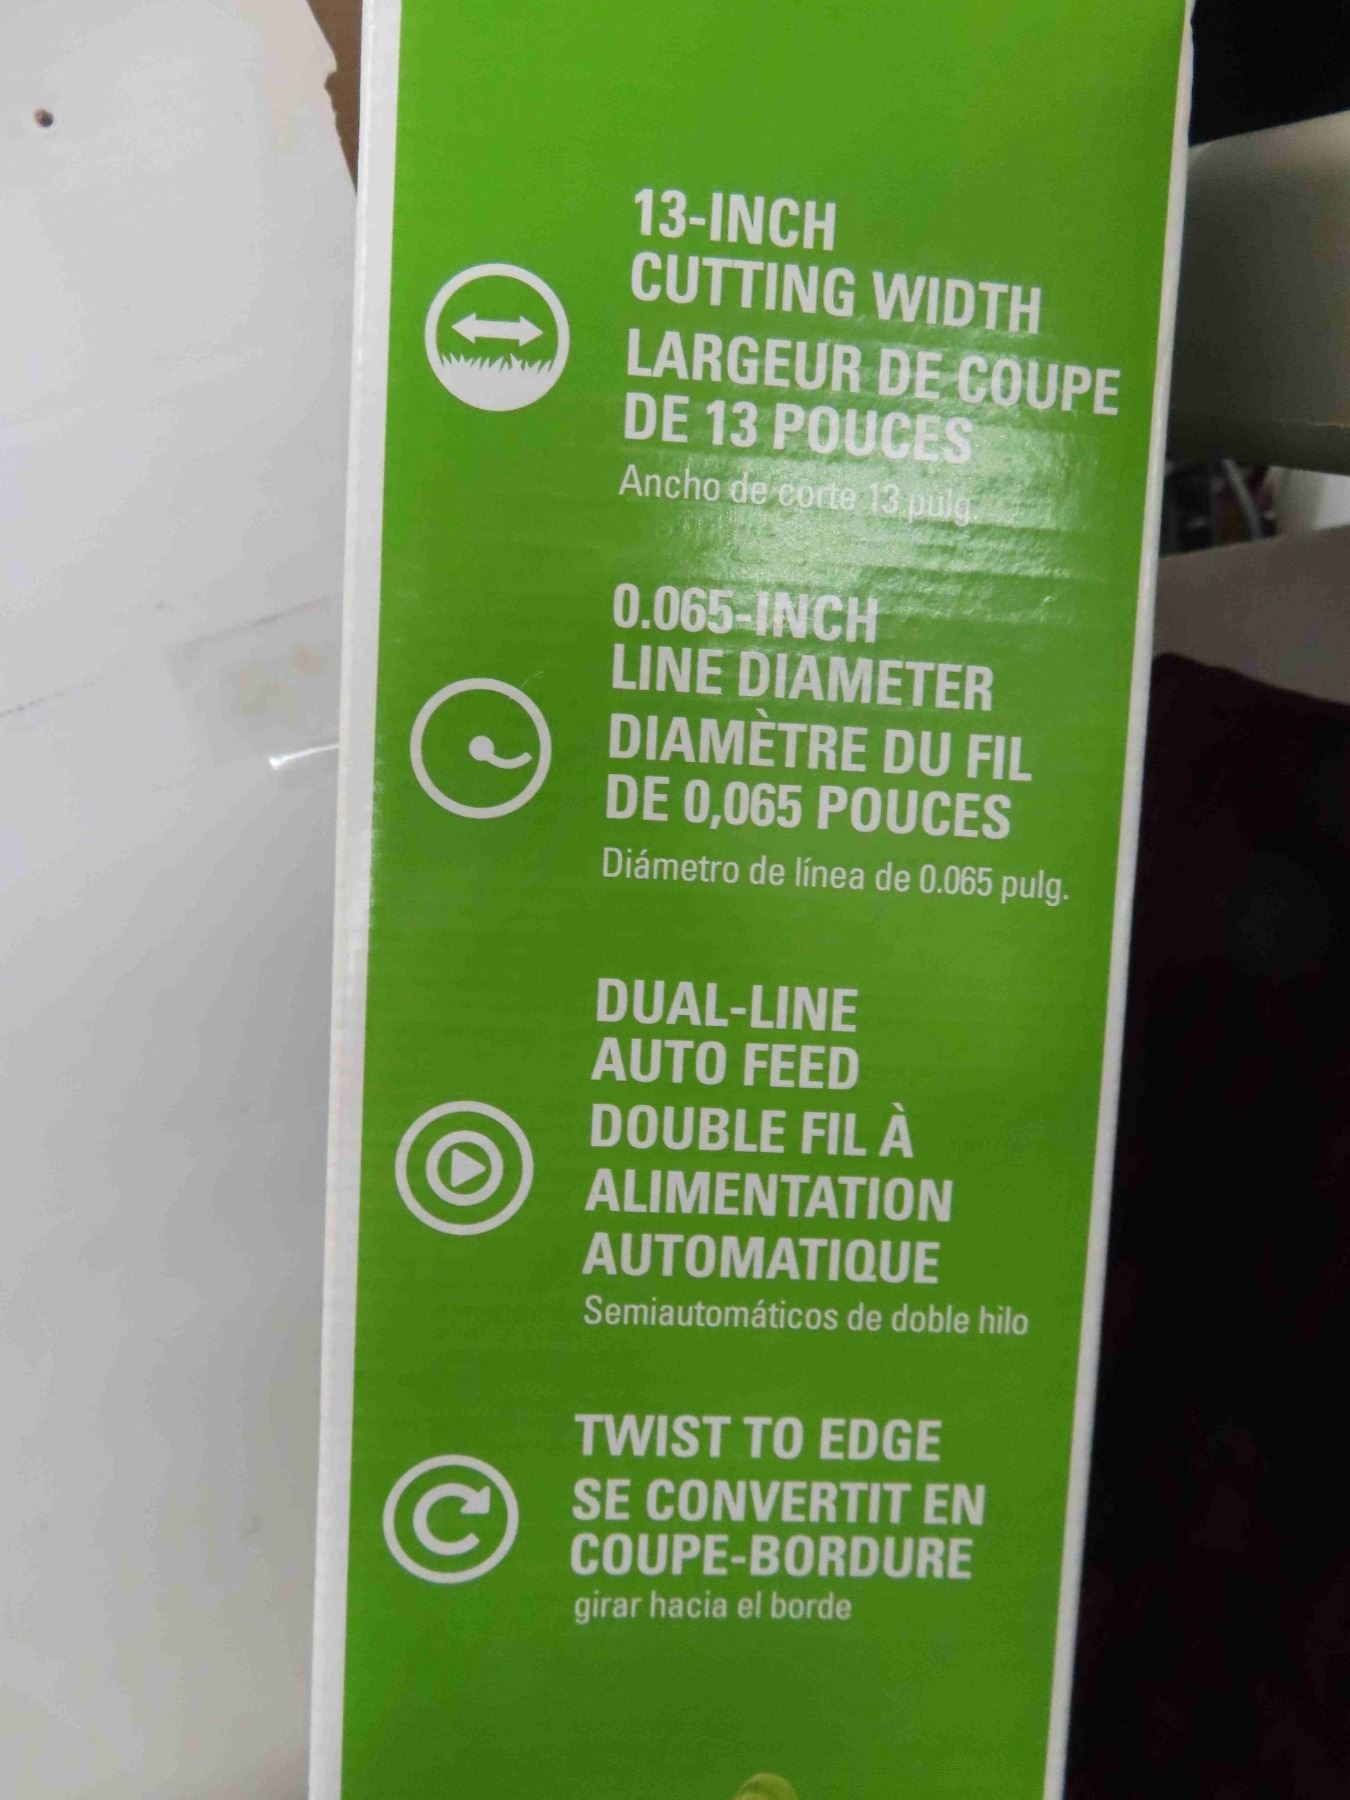 13-INCH
CUTTING WIDTH
LARGEUR DE COUPE
DE 13 POUCES
Ancho de corte 13 pulg.
0.065-INCH
LINE DIAMETER
DIAMÈTRE DU FIL
DE 0,065 POUCES
Diámetro de línea de 0.065 pulg.
DUAL-LINE
AUTO FEED
DOUBLE FIL À
ALIMENTATION
AUTOMATIQUE
Semiautomáticos de doble hilo
TWIST TO EDGE
SE CONVERTIT EN
COUPE-BORDURE
girar hacia el borde